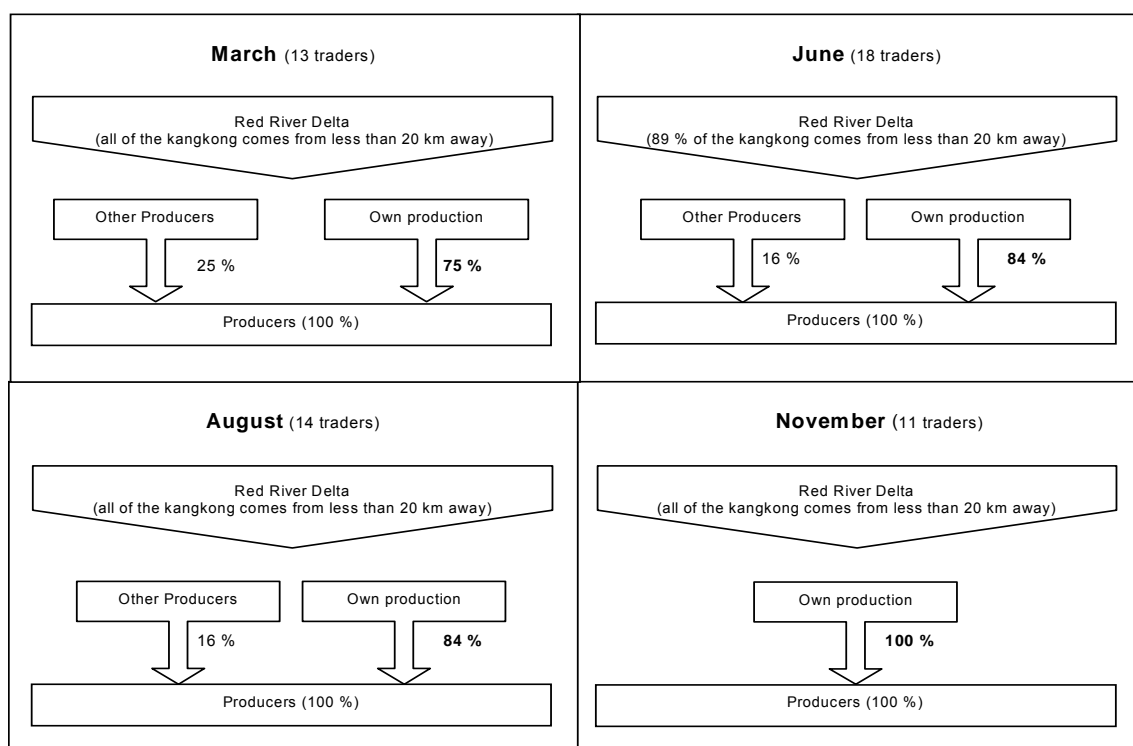 March (13 traders)
Red River Delta
(all of the kangkong comes from less than 20 km away)
Other Producers
Own production
25 %
75 %
Producers (100 %)
June (18 traders)
Red River Delta
(89 % of the kangkong comes from less than 20 km away)
Other Producers
Own production
16 %
84 %
Producers (100 %)
August (14 traders)
Red River Delta
(all of the kangkong comes from less than 20 km away)
Other Producers
Own production
16 %
84 %
Producers (100 %)
November (11 traders)
Red River Delta
(all of the kangkong comes from less than 20 km away)
Own production
100 %
Producers (100 %)